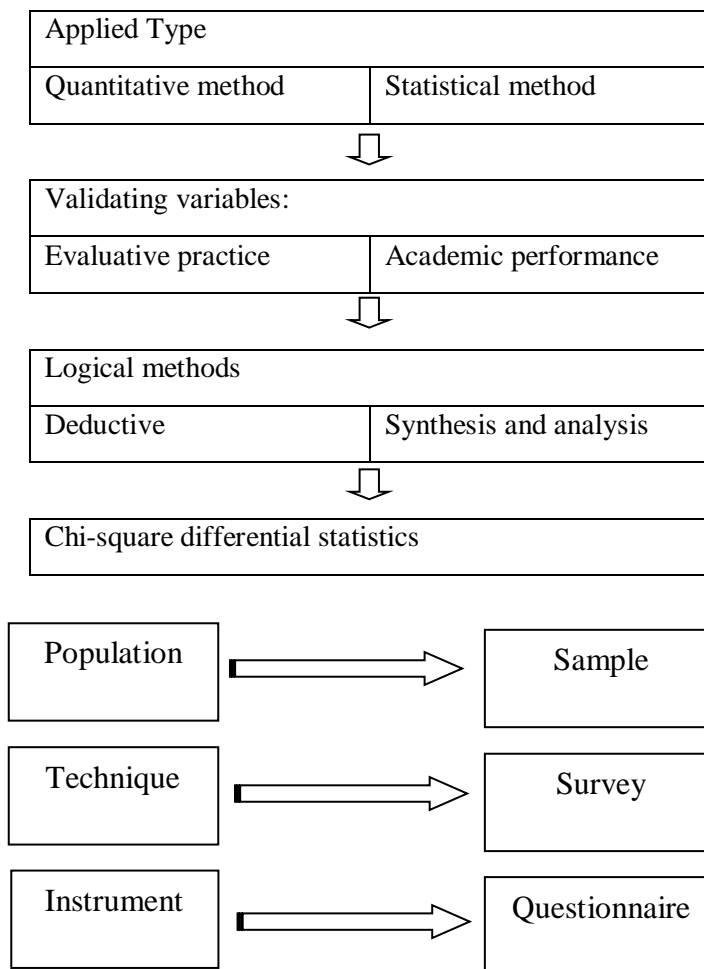 Applied Type
Quantitative method Statistical method
Validating variables:
Evaluative practice Academic performance
Logical methods
Deductive Synthesis and analysis
Chi-square differential statistics
Population Sample
Technique Survey
Instrument Questionnaire